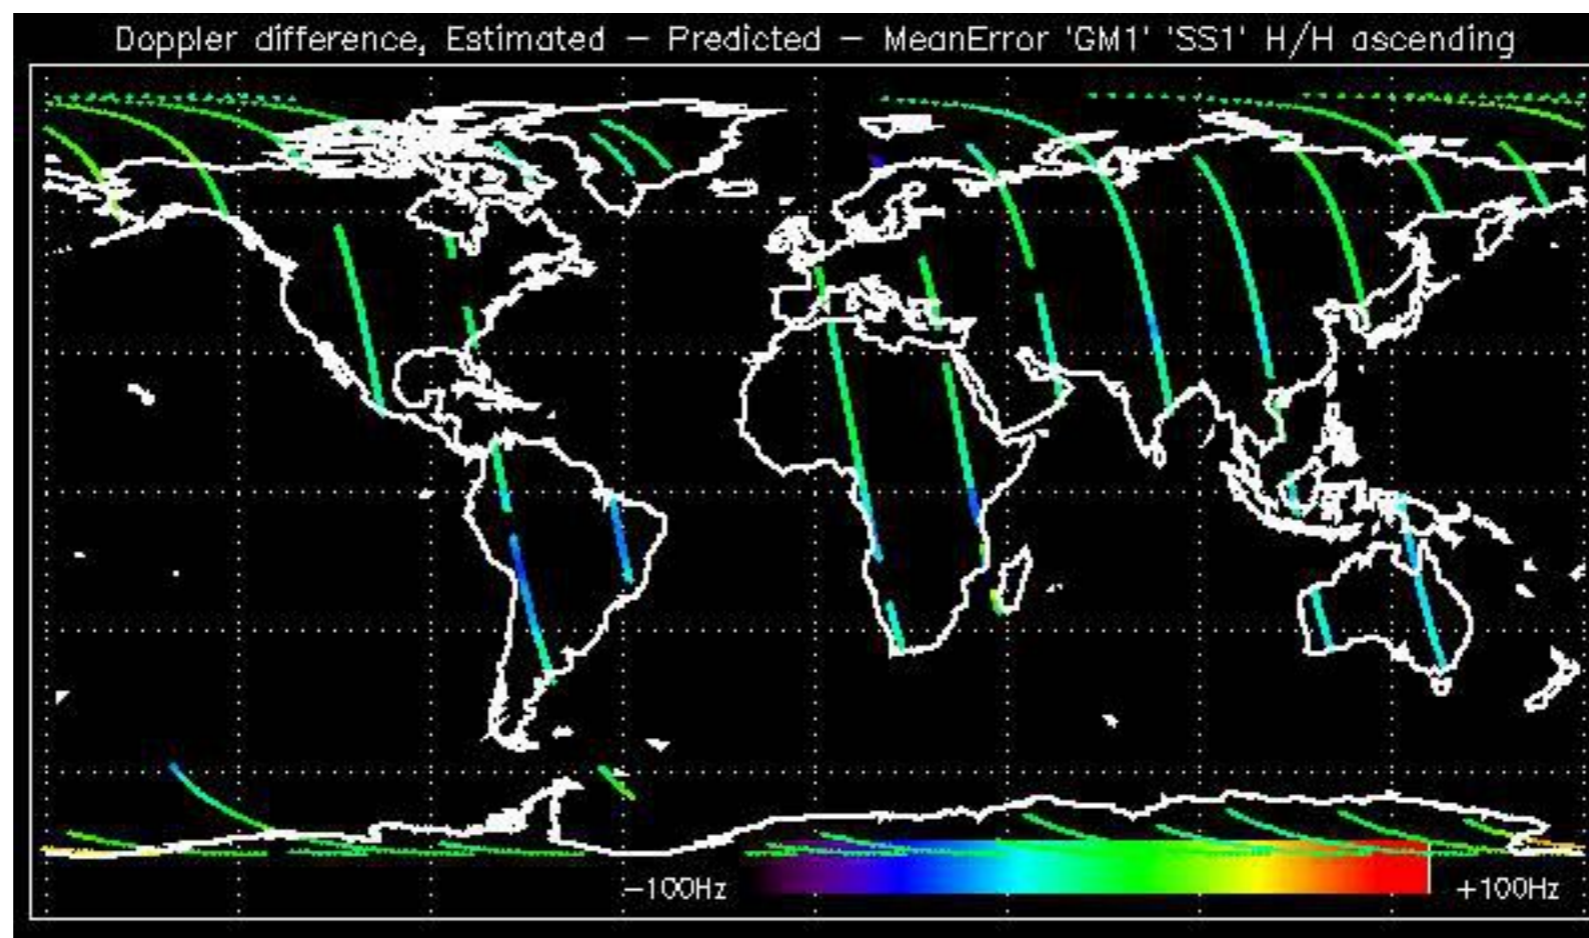 Doppler difference, Estimated − Predicted − MeanError 'GM1' 'SS1' H/H ascending
−100Hz
+100Hz